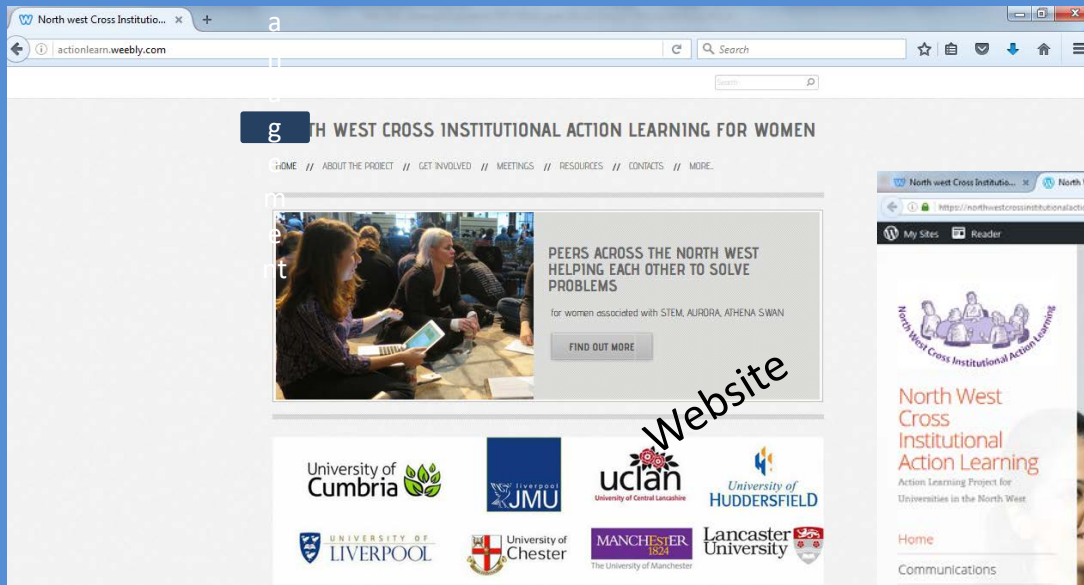 North west Cross Institutio...
a
actionlearn.weebly.com
Search
n
a
Search
g
TH WEST CROSS INSTITUTIONAL ACTION LEARNING FOR WOMEN
e
HOME // ABOUT THE PROJECT // GET INVOLVED // MEETINGS // RESOURCES // CONTACTS // MORE...
m
e
nt
PEERS ACROSS THE NORTH WEST
HELPING EACH OTHER TO SOLVE
PROBLEMS
for women associated with STEM, AURORA, ATHENA SWAN
FIND OUT MORE
Website
University of
Cumbria
liverpool
JMU
uclan
University of Central Lancashire
University of
HUDDERSFIELD
UNIVERSITY OF
LIVERPOOL
University of
Chester
MANCHESTER
1824
The University of Manchester
Lancaster
University
North west Cross Institutio...
North
https://northwestcrossinstitutionalactio
My Sites
Reader
North West Cross Institutional Action Learning
North West
Cross
Institutional
Action Learning
Action Learning Project for
Universities in the North West
Home
Communications